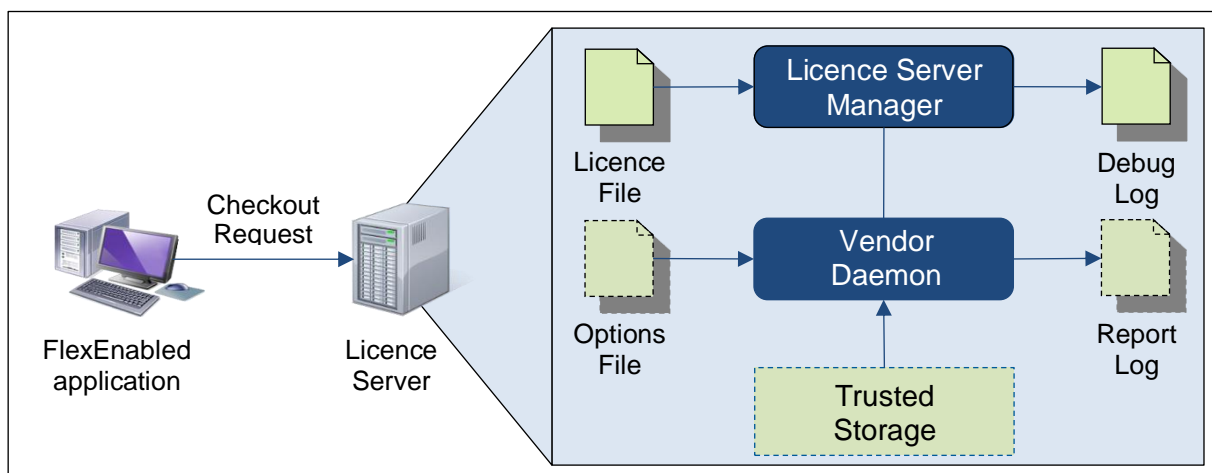 Checkout
Request
FlexEnabled
application
Licence
Server
Licence
File
Licence Server
Manager
Debug
Log
Options
File
Vendor
Daemon
Report
Log
Trusted
Storage